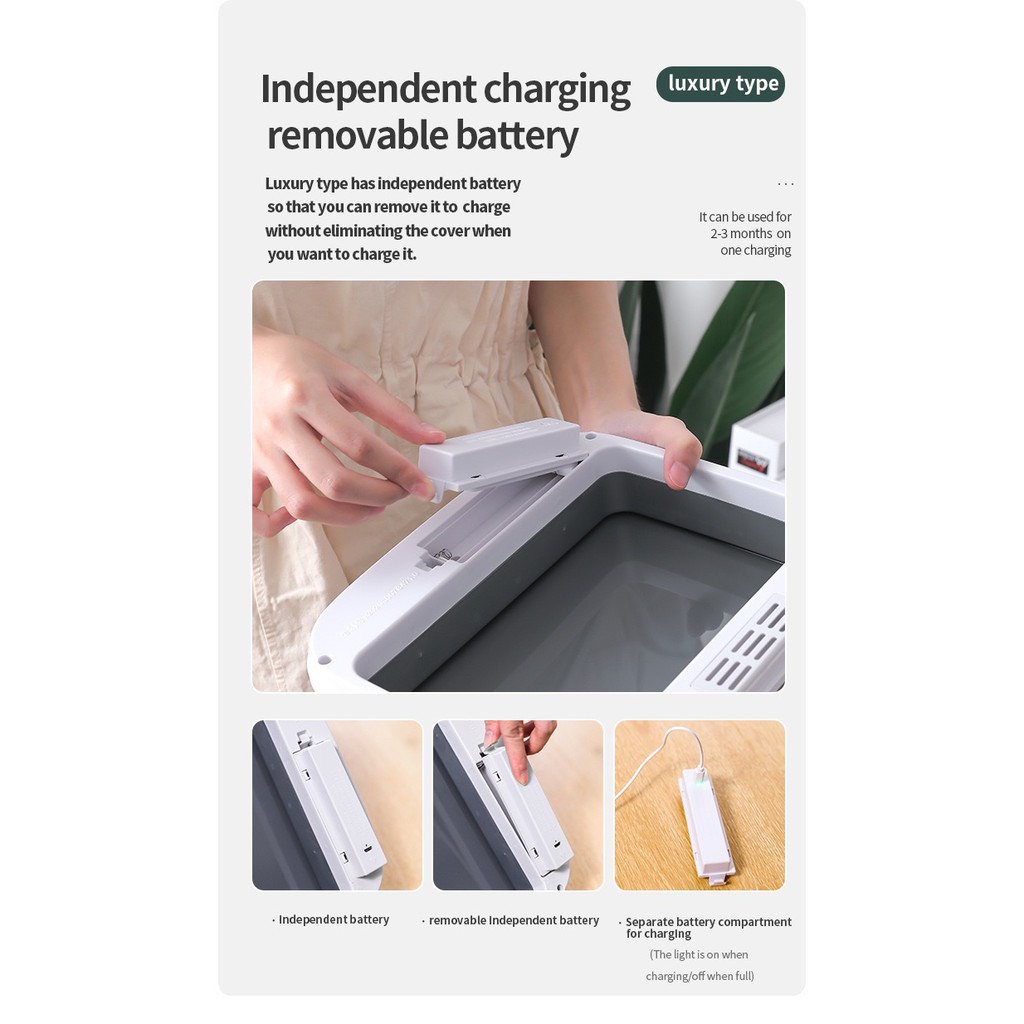 Independent charging
removable battery
luxury type
Luxury type has independent battery
so that you can remove it to charge
without eliminating the cover when
you want to charge it.
...
It can be used for
2-3 months on
one charging
· Independent battery
· removable independent battery
· Separate battery compartment
for charging
(The light is on when
charging/off when full)